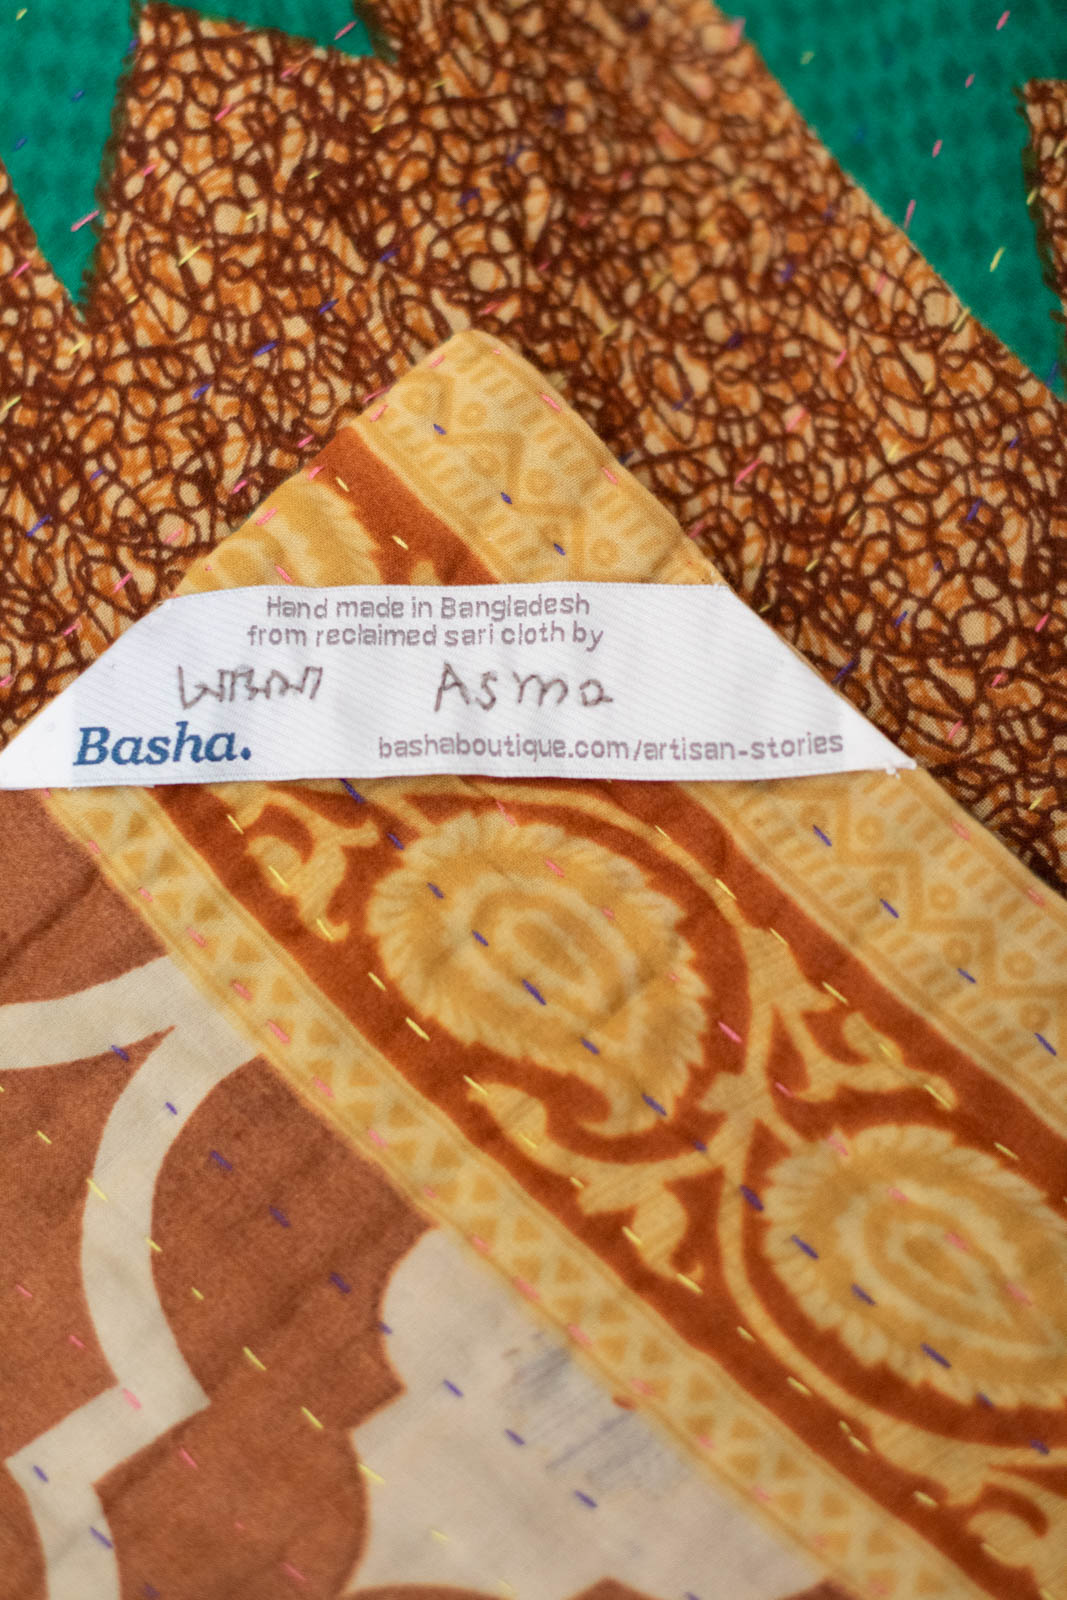 Hand made in Bangladesh
from reclaimed sari cloth by
Asma
Basha.
bashaboutique.com/artisan-stories